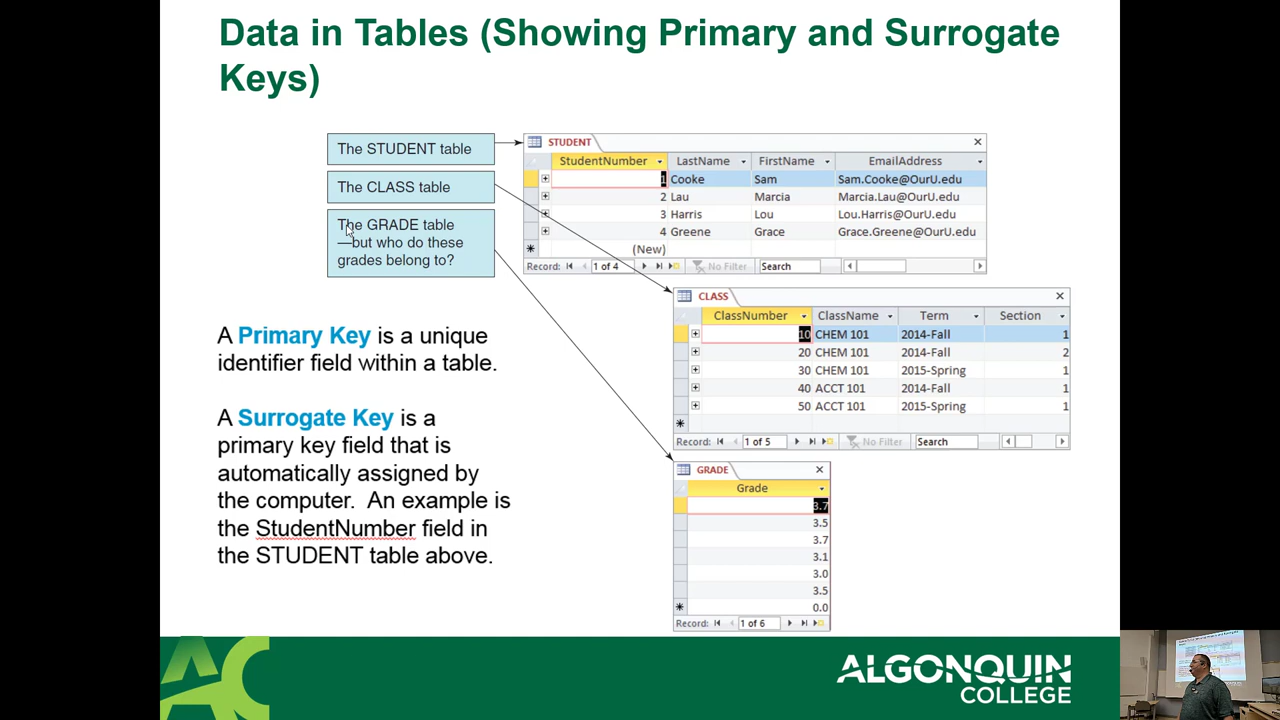 Data in Tables (Showing Primary and Surrogate
Keys)
The STUDENT table
The CLASS table
The GRADE table
—but who do these
grades belong to?
STUDENT
StudentNumber LastName FirstName EmailAddress
1 Cooke Sam Sam.Cooke@OurU.edu
2 Lau Marcia Marcia.Lau@OurU.edu
3 Harris Lou Lou.Harris@OurU.edu
4 Greene Grace Grace.Greene@OurU.edu
(New)
Record: 1 of 4 No Filter Search
CLASS
ClassNumber ClassName Term Section
10 CHEM 101 2014-Fall 1
20 CHEM 101 2014-Fall 2
30 CHEM 101 2015-Spring 1
40 ACCT 101 2014-Fall 1
50 ACCT 101 2015-Spring 1
Record: 1 of 5 No Filter Search
GRADE
Grade
3.7
3.5
3.7
3.1
3.0
3.5
0.0
Record: 1 of 6
A Primary Key is a unique
identifier field within a table.
A Surrogate Key is a
primary key field that is
automatically assigned by
the computer. An example is
the StudentNumber field in
the STUDENT table above.
AC
ALGONQUIN
COLLEGE